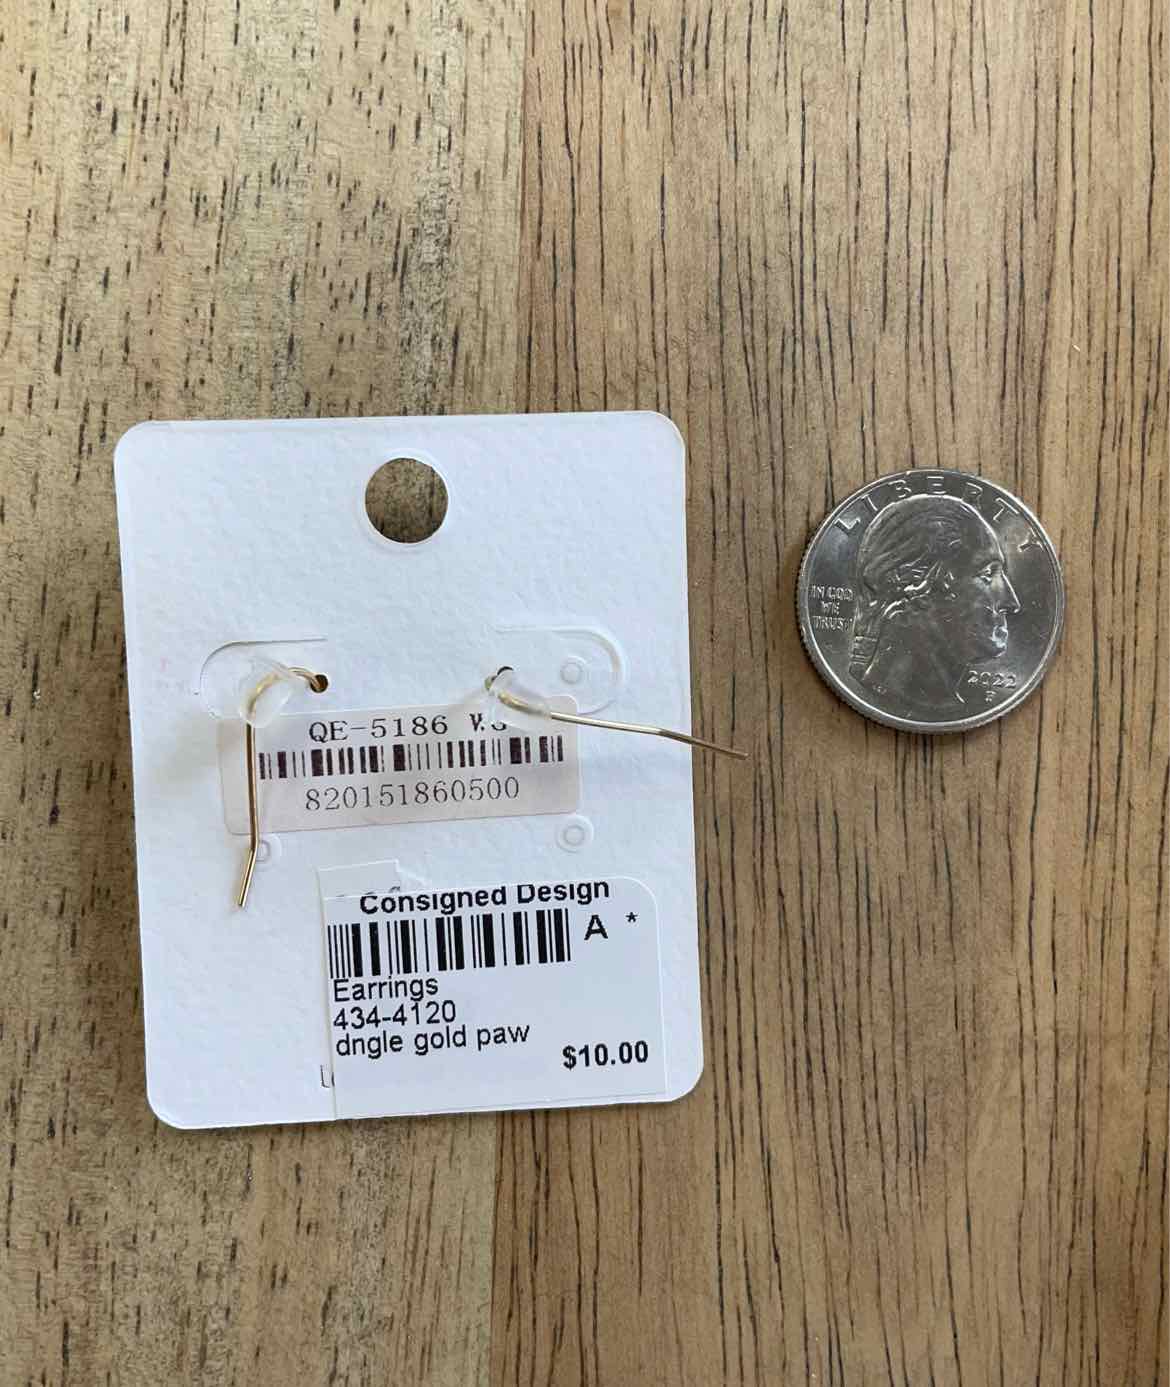 QE-5186
820151860500
Consigned Design
A *
Earrings
434-4120
dngle gold paw
$10.00
LIBERTY
IN GOD
WE
TRUST
2022
P